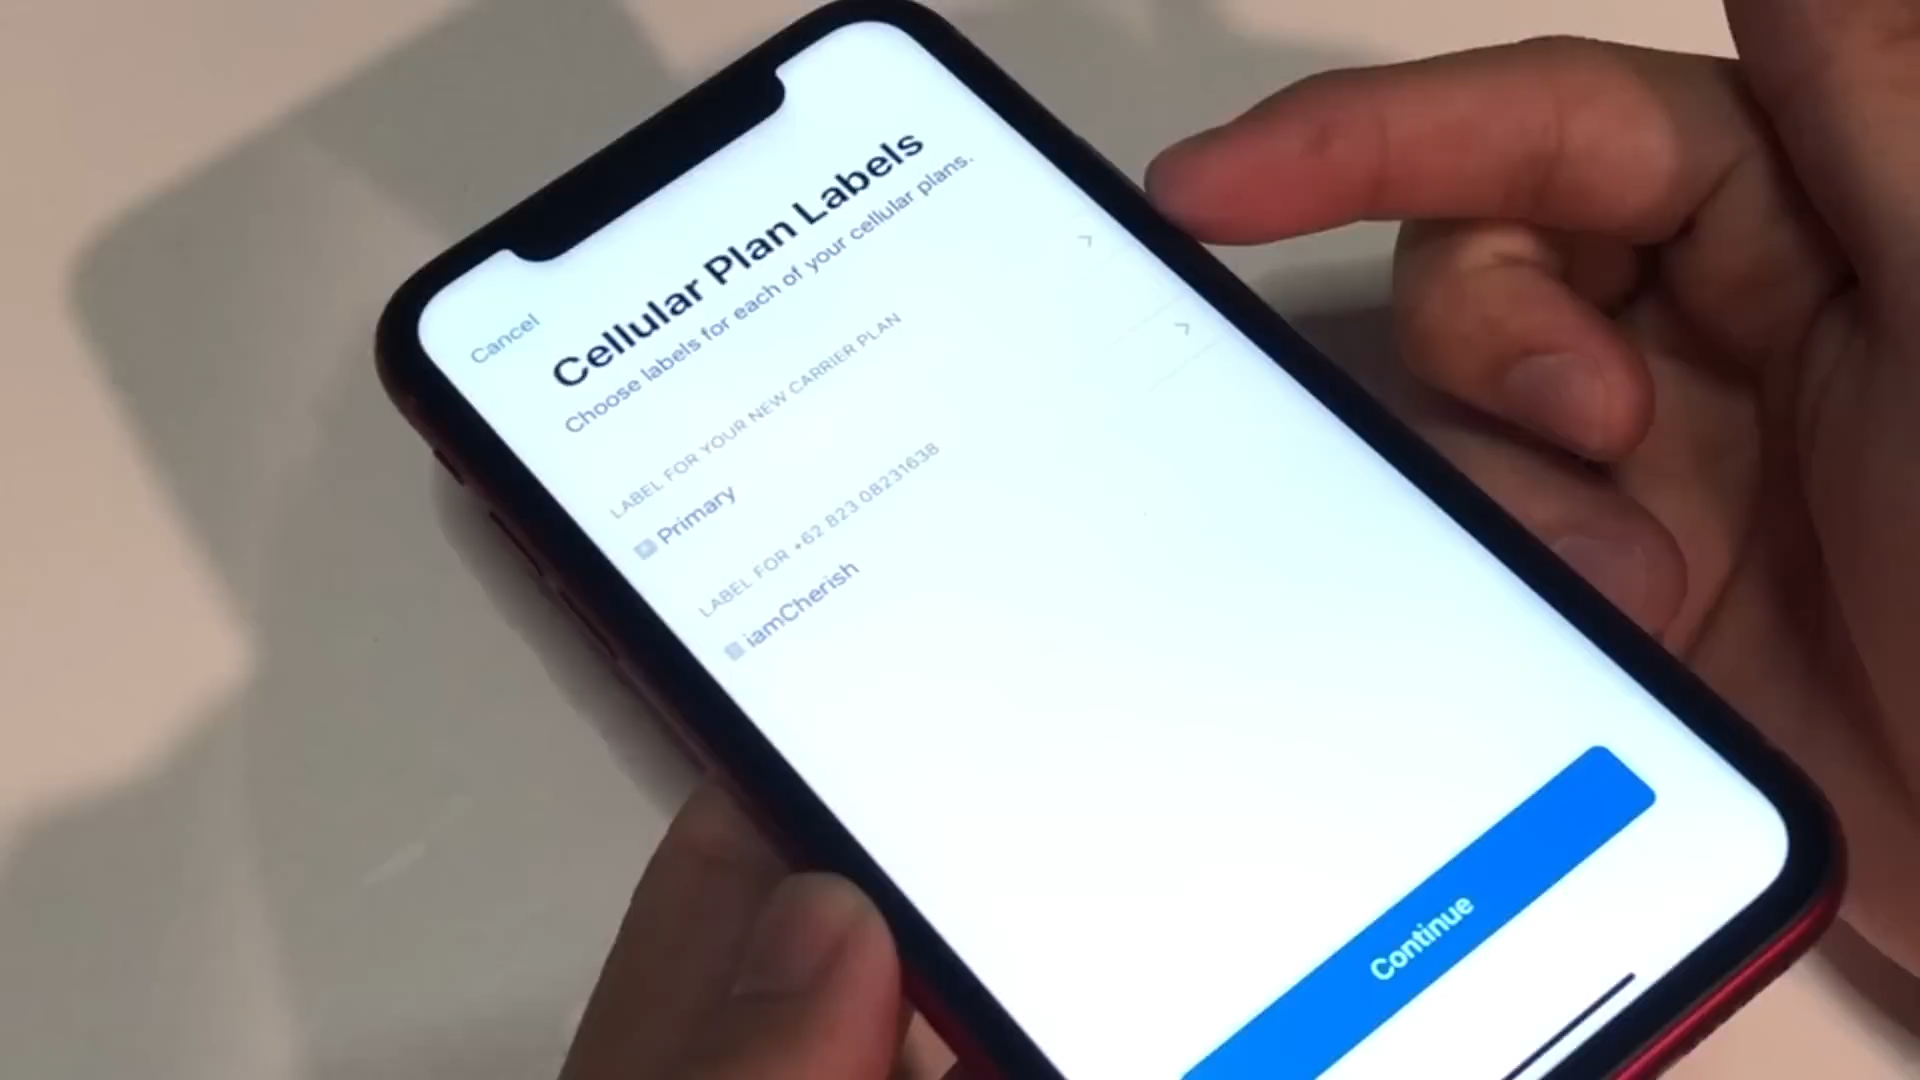 Cancel
Cellular Plan Labels
Choose labels for each of your cellular plans.
LABEL FOR YOUR NEW CARRIER PLAN
P Primary
LABEL FOR +62 823 08231638
iamCherish
Continue